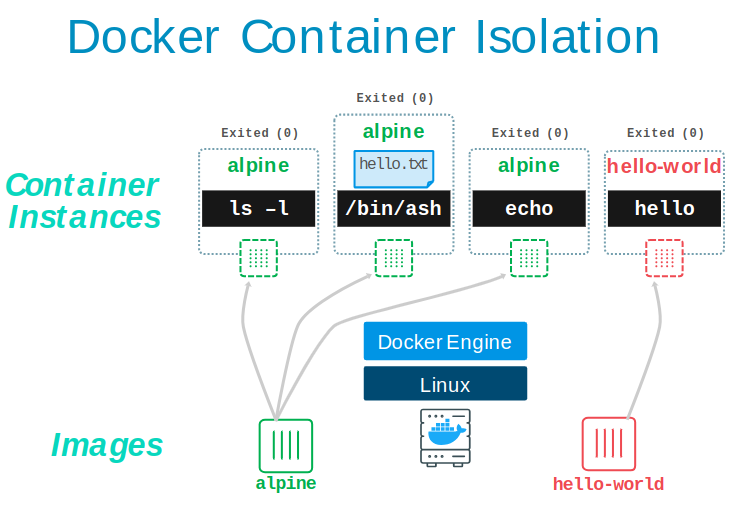 Docker Container Isolation
Exited (0)
Exited (0)
Exited (0)
Exited (0)
alpine
alpine
alpine
hello-world
hello.txt
Container
Instances
ls –l
/bin/ash
echo
hello
Docker Engine
Linux
Images
alpine
hello-world